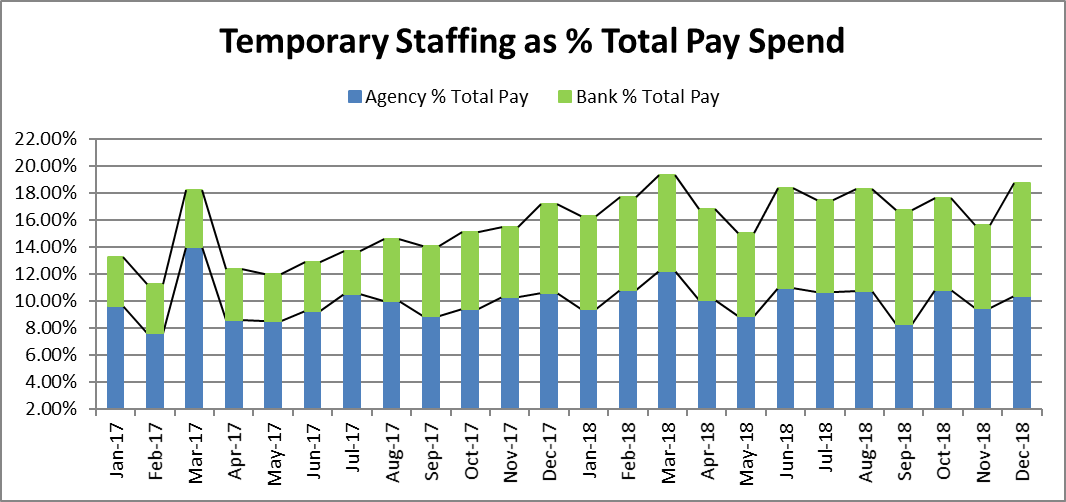 Temporary Staffing as % Total Pay Spend
Agency % Total Pay
Bank % Total Pay
22.00%
20.00%
18.00%
16.00%
14.00%
12.00%
10.00%
8.00%
6.00%
4.00%
2.00%
Jan-17
Feb-17
Mar-17
Apr-17
May-17
Jun-17
Jul-17
Aug-17
Sep-17
Oct-17
Nov-17
Dec-17
Jan-18
Feb-18
Mar-18
Apr-18
May-18
Jun-18
Jul-18
Aug-18
Sep-18
Oct-18
Nov-18
Dec-18